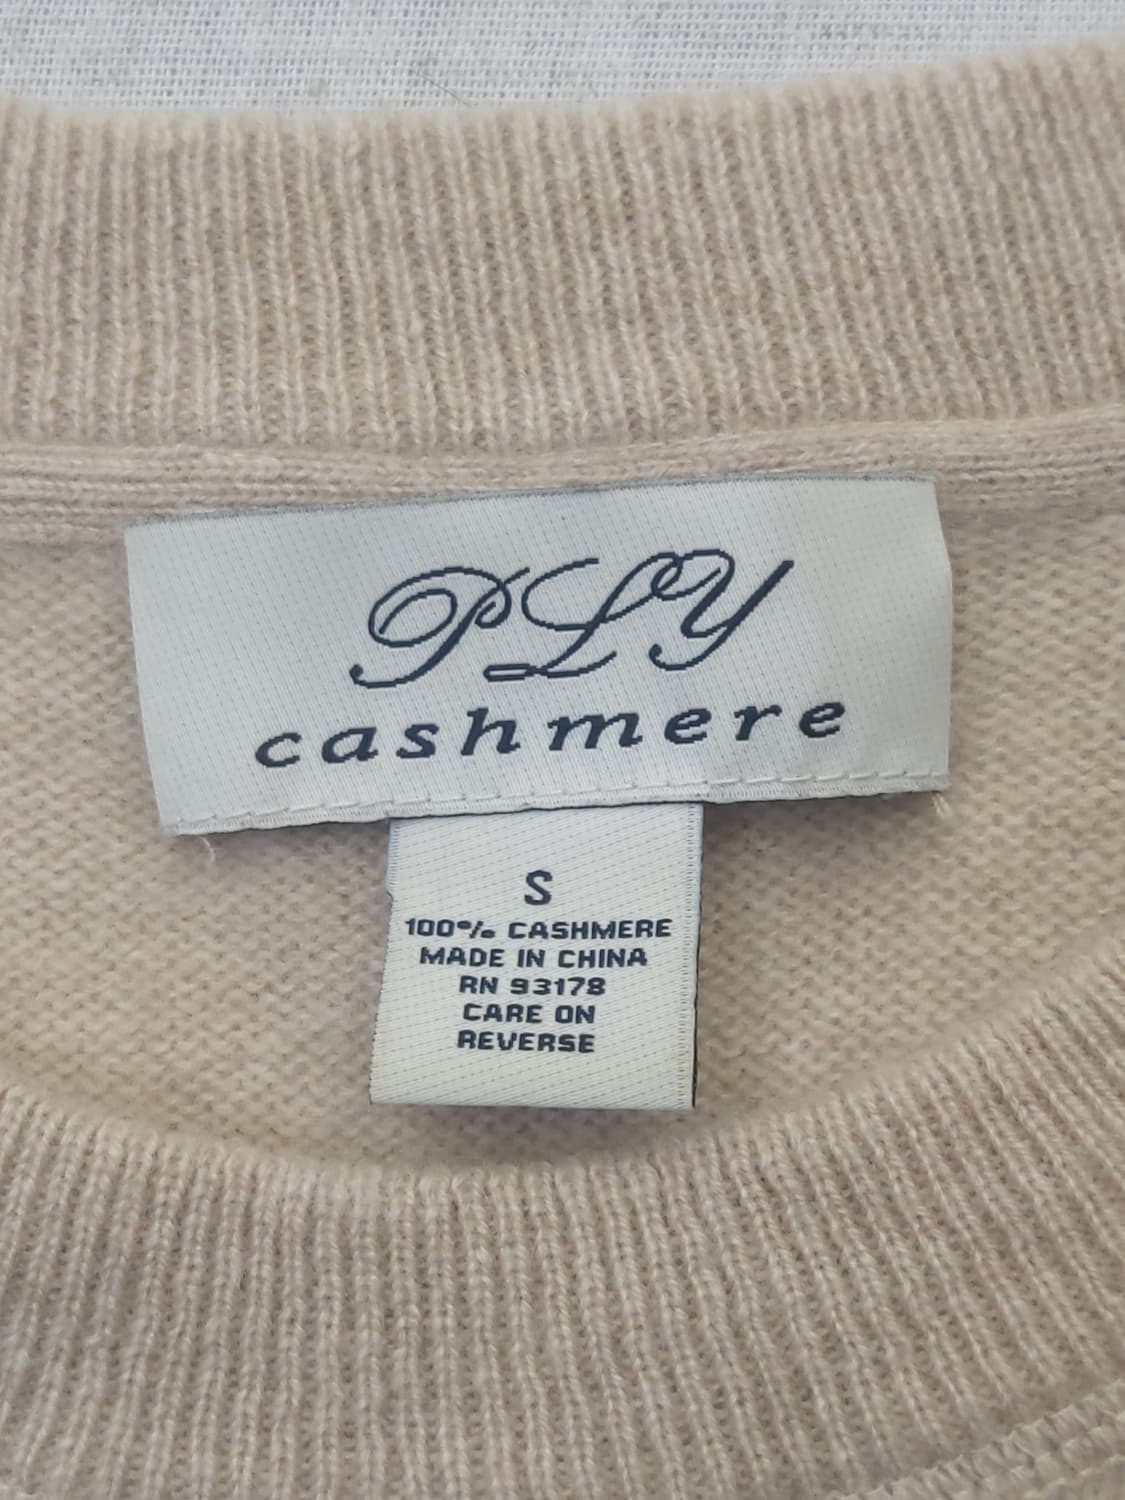 PLY
cashmere
S
100% CASHMERE
MADE IN CHINA
RN 93178
CARE ON
REVERSE